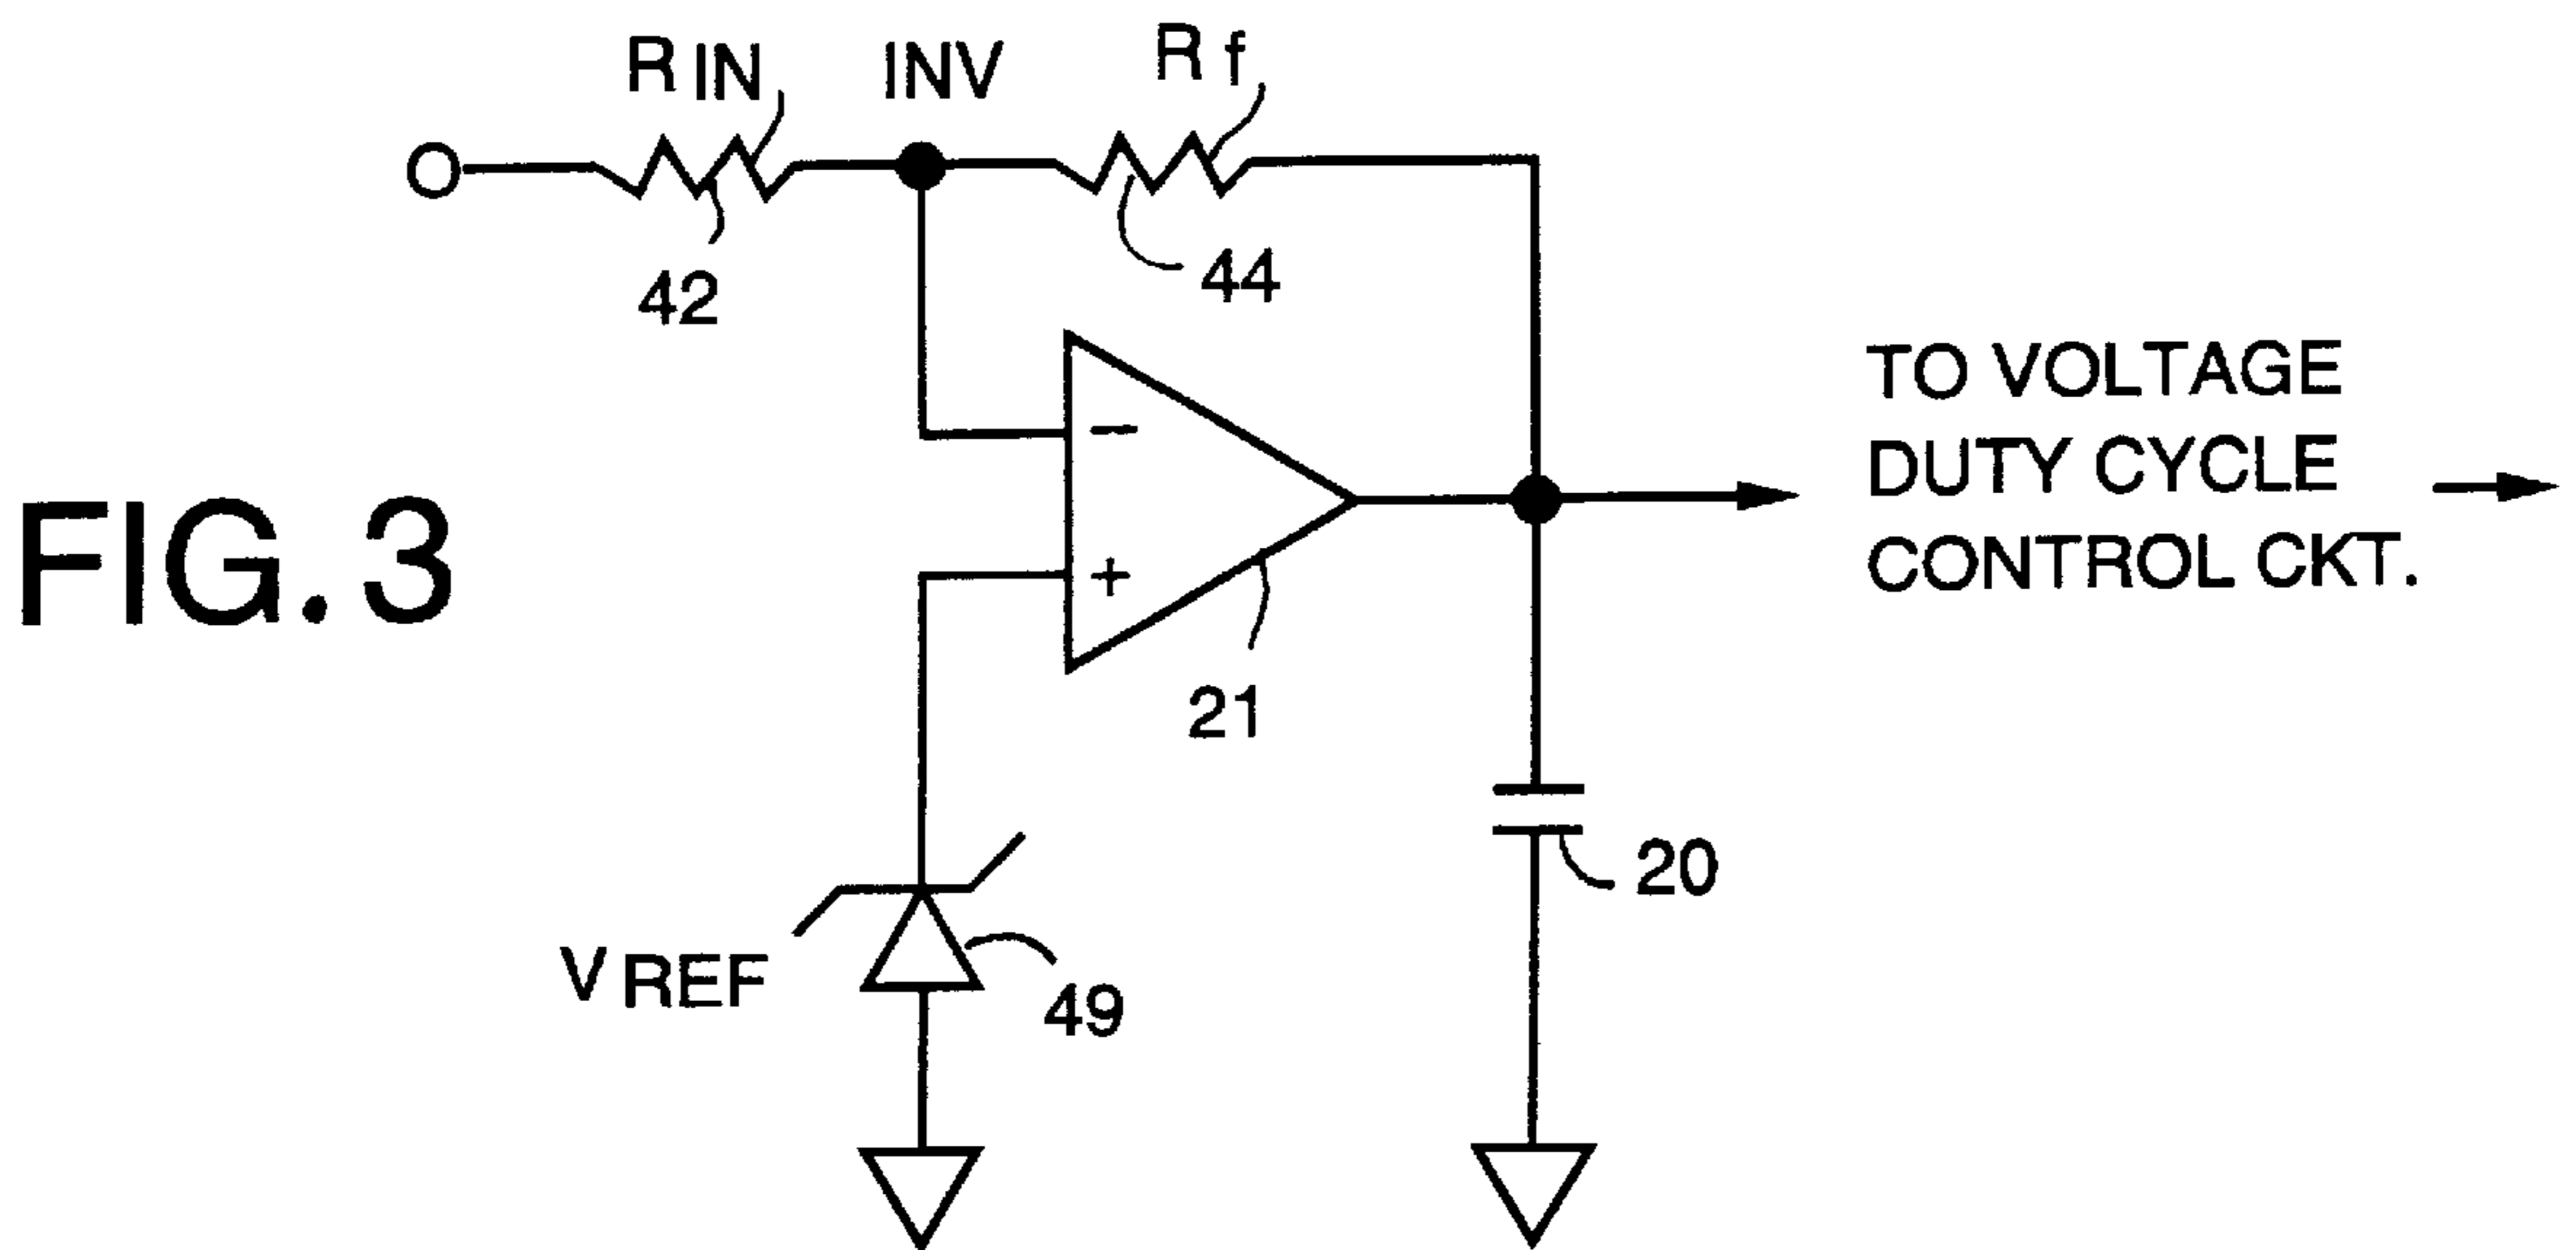 R IN
INV
R f
42
44
−
+
21
TO VOLTAGE
DUTY CYCLE
CONTROL CKT.
FIG. 3
20
V REF
49